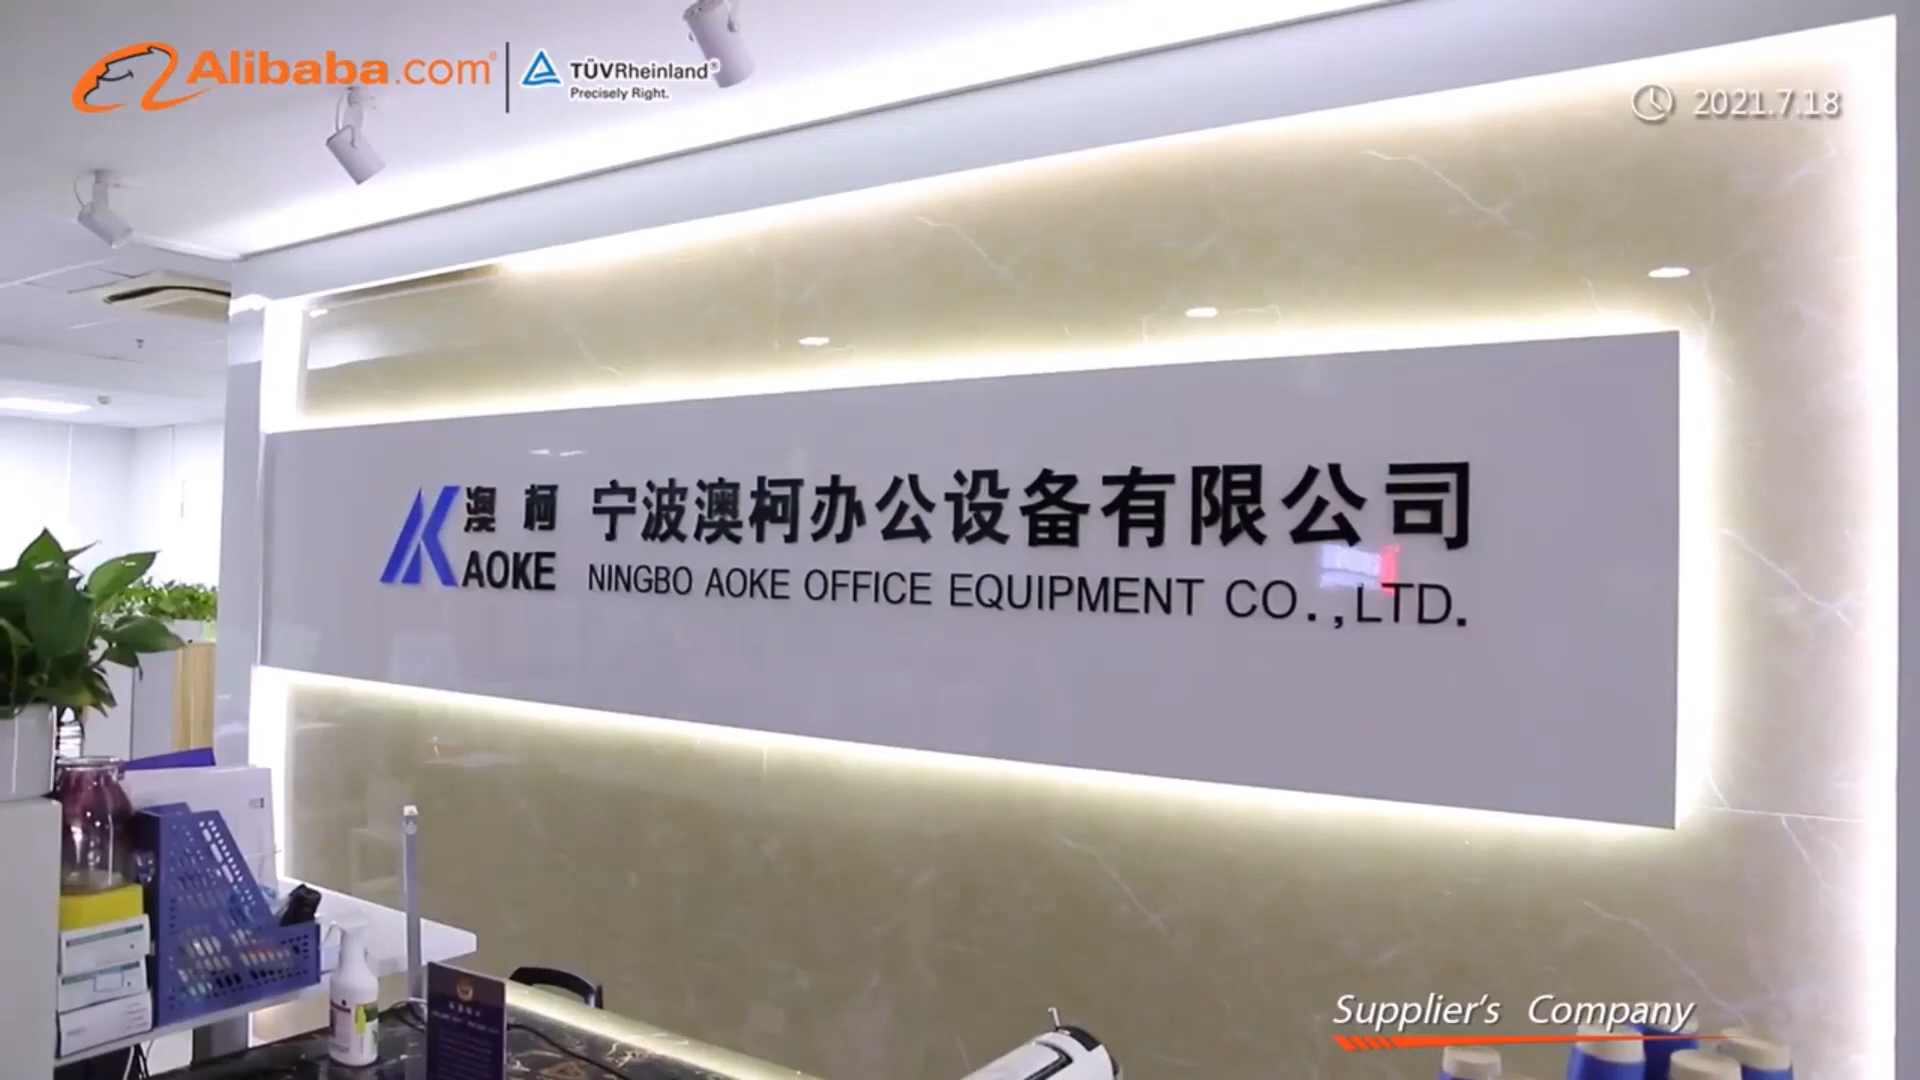 Alibaba.com
TÜVRheinland®
Precisely Right.
2021.7.18
澳柯 宁波澳柯办公设备有限公司
AOKE NINGBO AOKE OFFICE EQUIPMENT CO.,LTD.
Supplier's Company